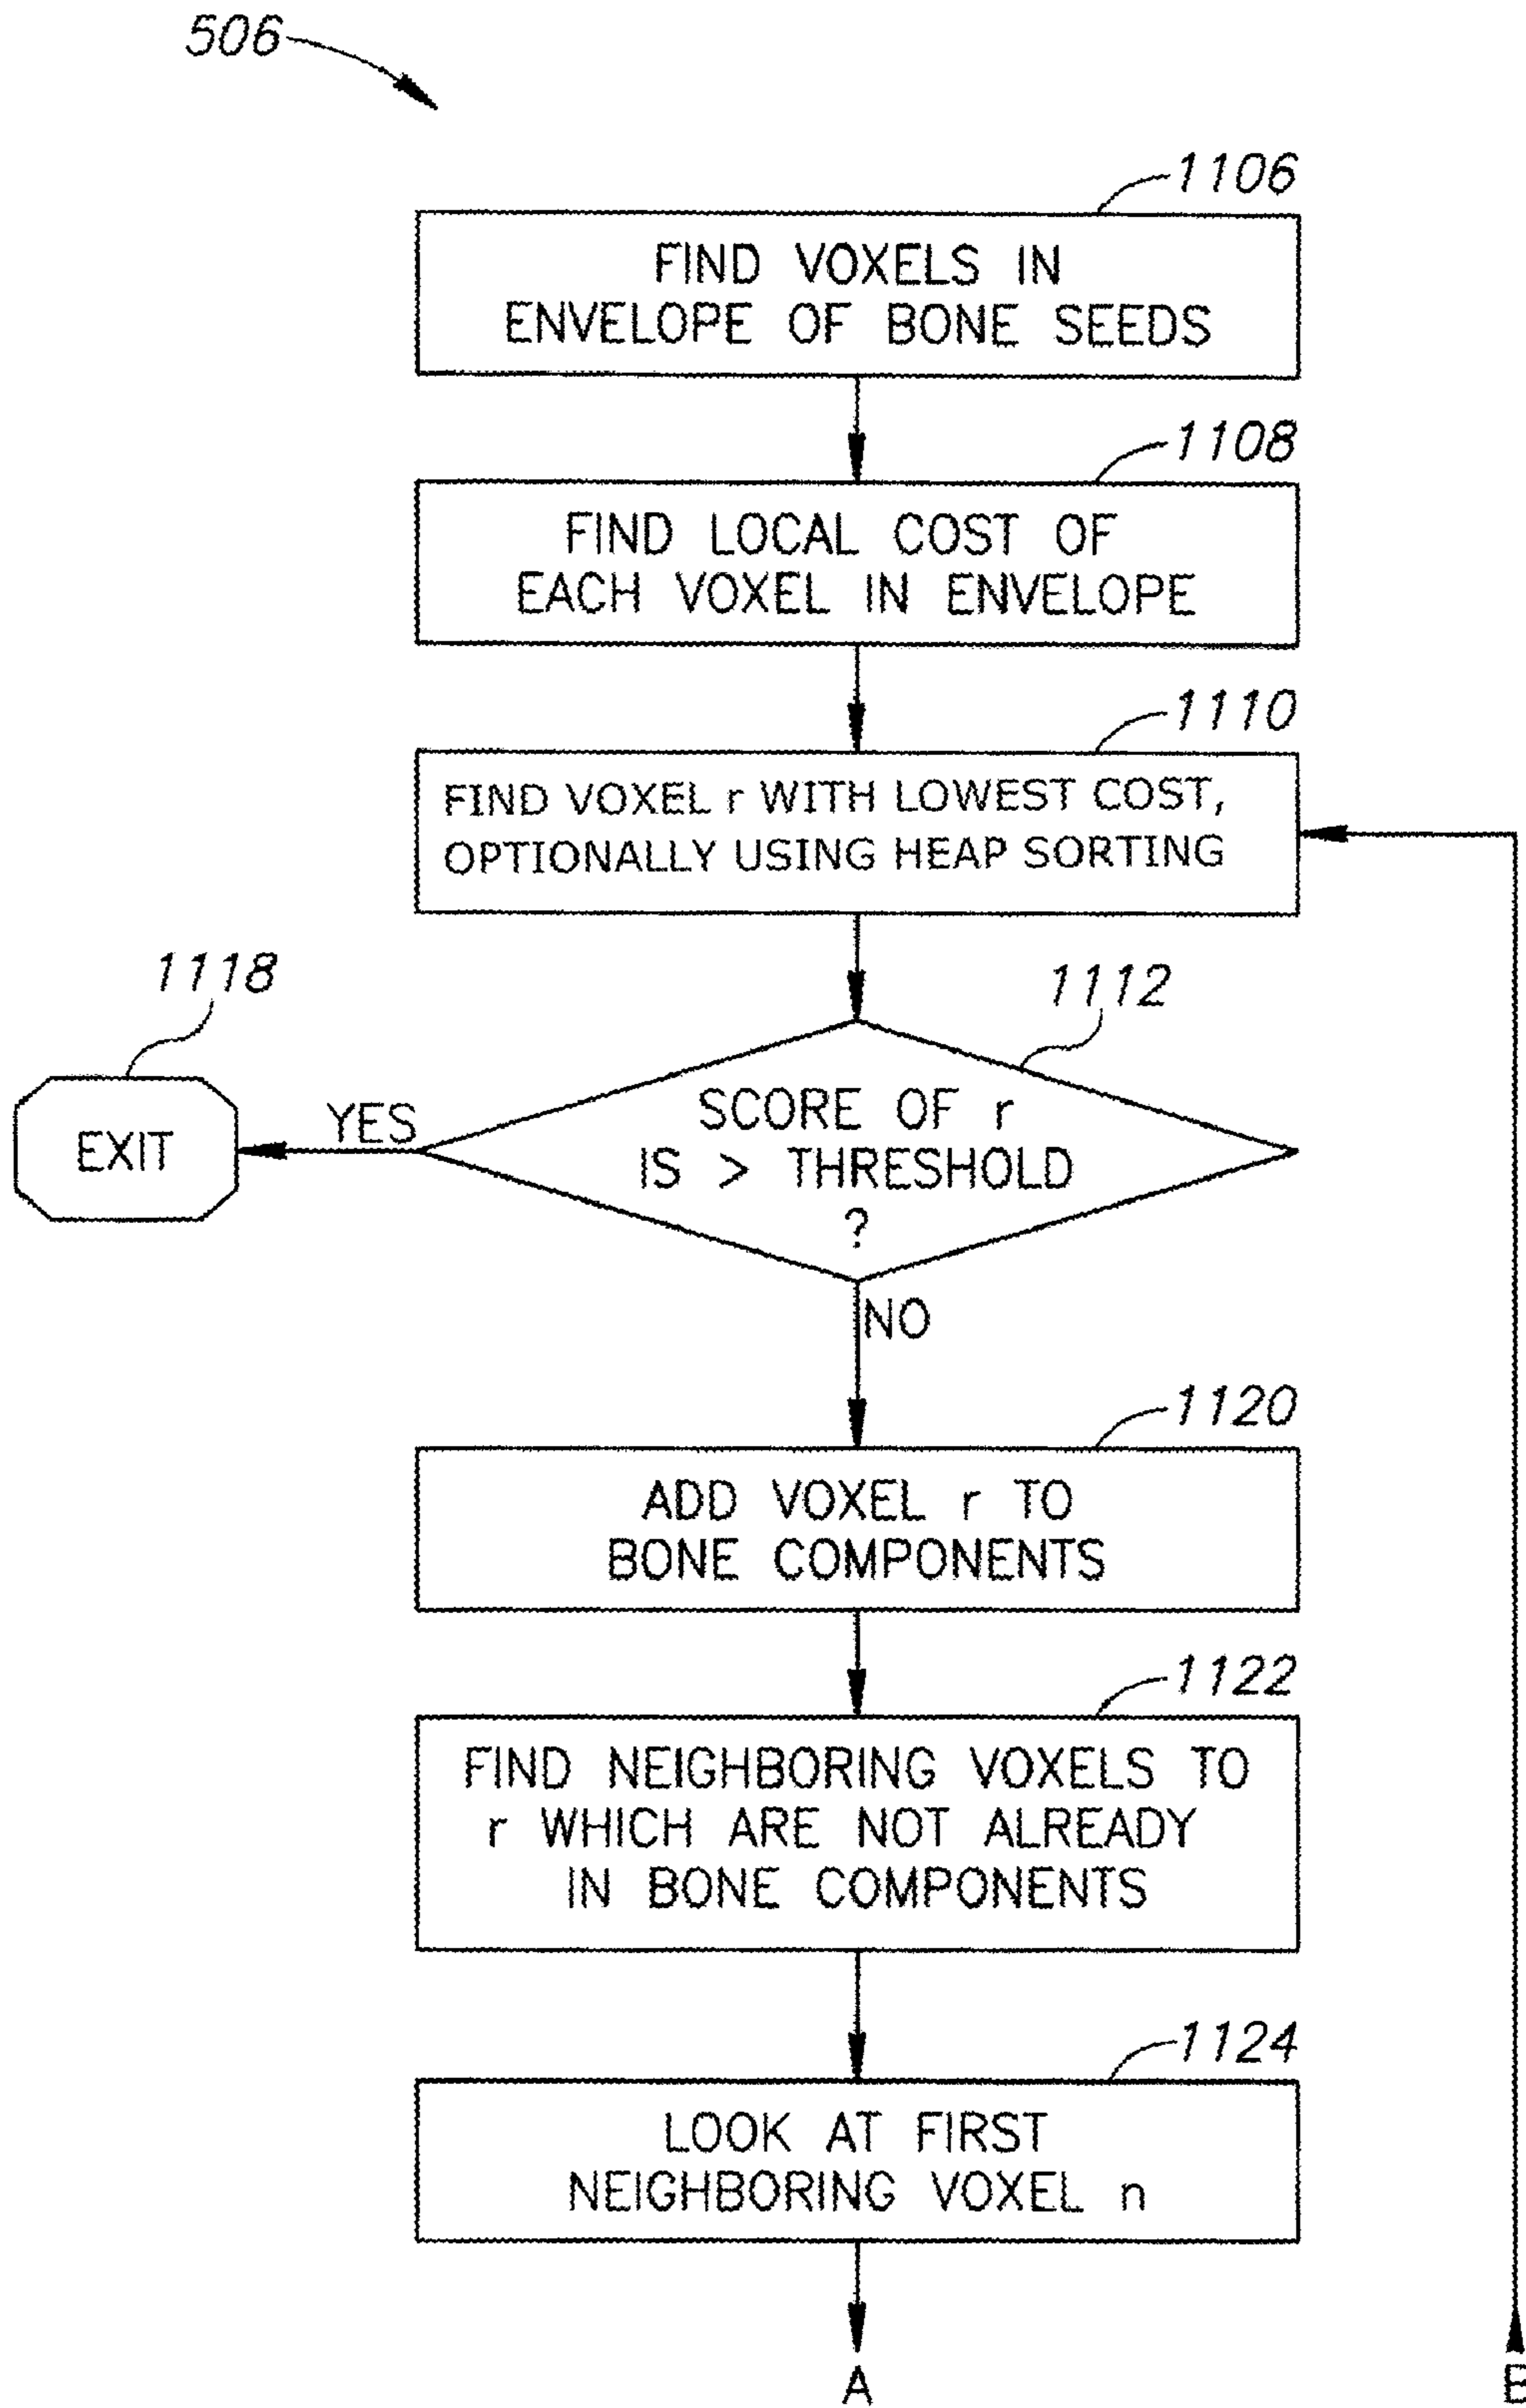 506
1106
FIND VOXELS IN
ENVELOPE OF BONE SEEDS
1108
FIND LOCAL COST OF
EACH VOXEL IN ENVELOPE
1110
FIND VOXEL r WITH LOWEST COST,
OPTIONALLY USING HEAP SORTING
1118
1112
EXIT
YES
SCORE OF r
IS > THRESHOLD
?
NO
1120
ADD VOXEL r TO
BONE COMPONENTS
1122
FIND NEIGHBORING VOXELS TO
r WHICH ARE NOT ALREADY
IN BONE COMPONENTS
1124
LOOK AT FIRST
NEIGHBORING VOXEL n
A
B